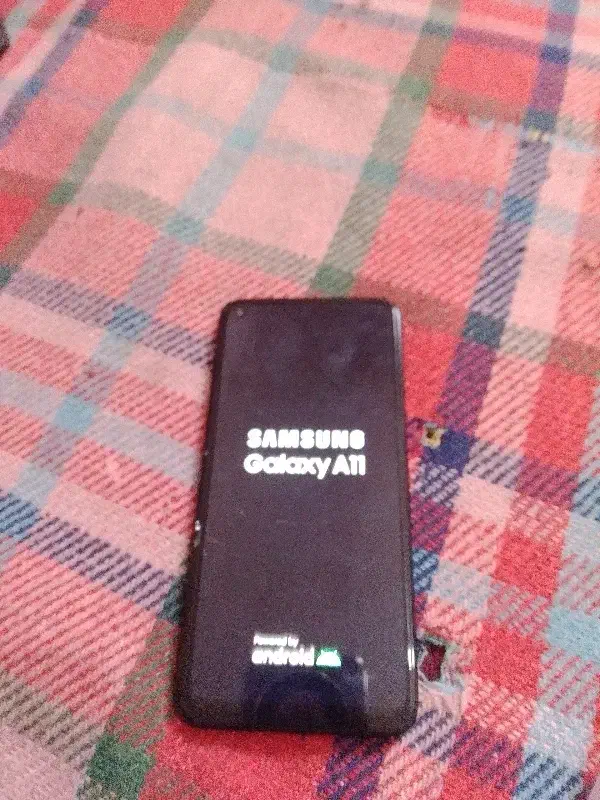 SAMSUNG
Galaxy A11
Powered by
android